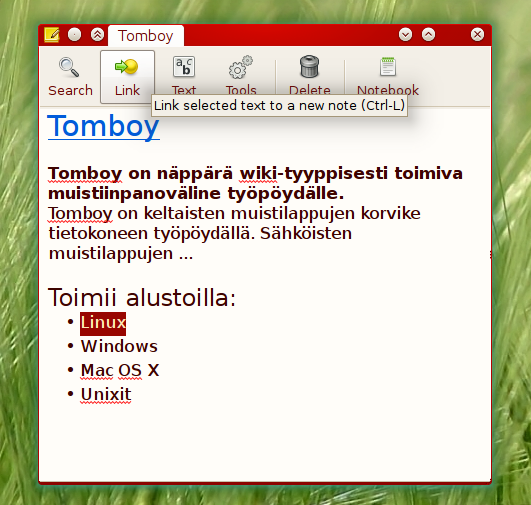 Tomboy
Search Link Text Tools Delete Notebook
Link selected text to a new note (Ctrl-L)
Tomboy
Tomboy on näppärä wiki-tyyppisesti toimiva
muistiinpanoväline työpöydälle.
Tomboy on keltaisten muistilappujen korvike
tietokoneen työpöydällä. Sähköisten
muistilappujen ...
Toimii alustoilla:
• Linux
• Windows
• Mac OS X
• Unixit